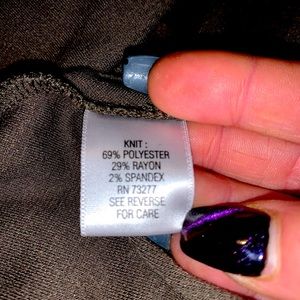 KNIT :
69% POLYESTER
29% RAYON
2% SPANDEX
RN 73277
SEE REVERSE
FOR CARE